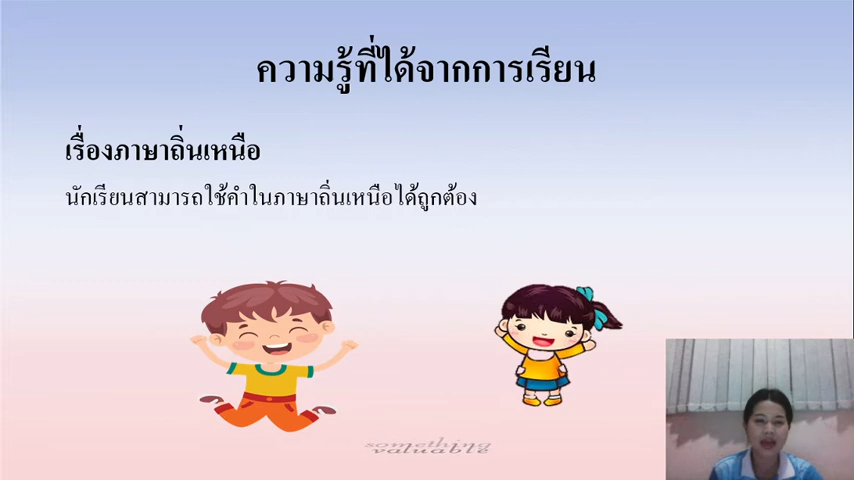 ความรู้ที่ได้จากการเรียน
เรื่องภาษาถิ่นเหนือ
นักเรียนสามารถใช้คำในภาษาถิ่นเหนือได้ถูกต้อง
something
valuable